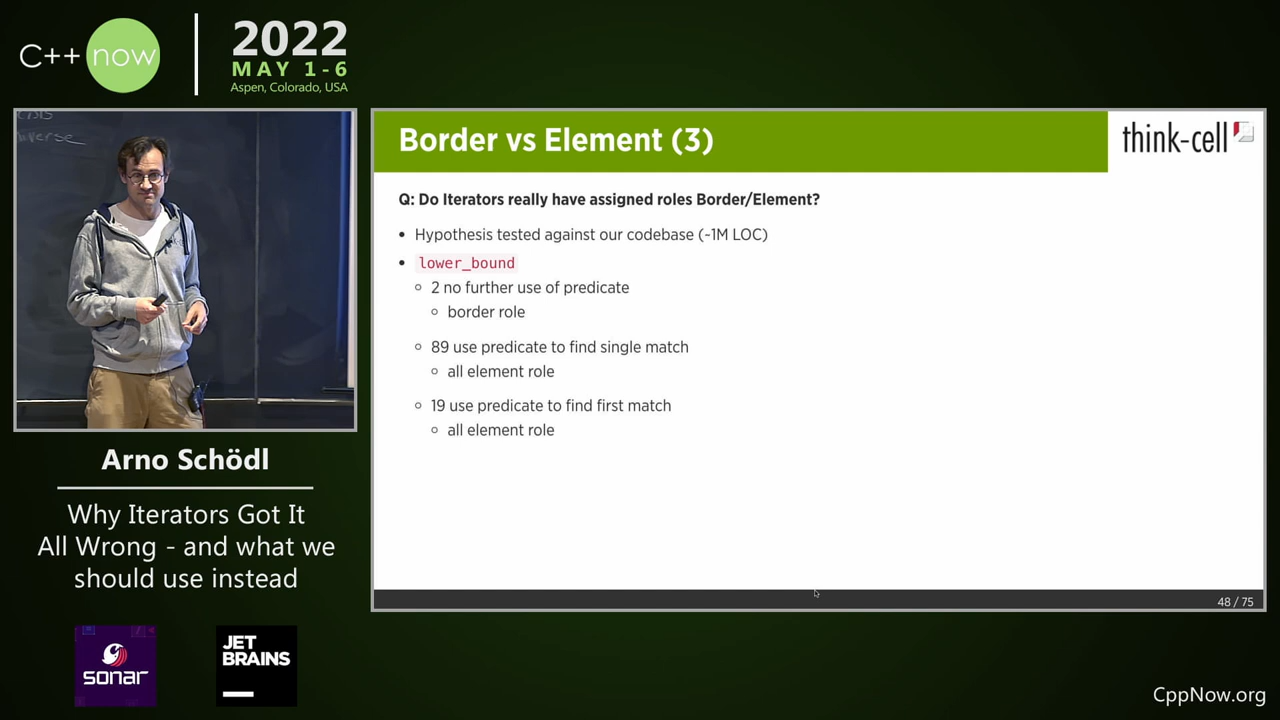 C++ now
2022
MAY 1-6
Aspen, Colorado, USA
Arno Schödl
Why Iterators Got It
All Wrong - and what we
should use instead
sonar
JET
BRAINS
Border vs Element (3)
think-cell
Q: Do Iterators really have assigned roles Border/Element?
• Hypothesis tested against our codebase (~1M LOC)
• lower_bound
◦ 2 no further use of predicate
◦ border role
◦ 89 use predicate to find single match
◦ all element role
◦ 19 use predicate to find first match
◦ all element role
48 / 75
CppNow.org